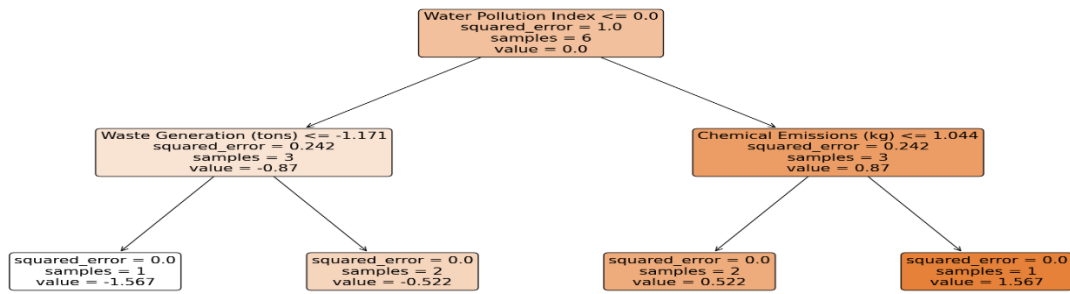 Water Pollution Index <= 0.0
squared_error = 1.0
samples = 6
value = 0.0
Waste Generation (tons) <= -1.171
squared_error = 0.242
samples = 3
value = -0.87
Chemical Emissions (kg) <= 1.044
squared_error = 0.242
samples = 3
value = 0.87
squared_error = 0.0
samples = 1
value = -1.567
squared_error = 0.0
samples = 2
value = -0.522
squared_error = 0.0
samples = 2
value = 0.522
squared_error = 0.0
samples = 1
value = 1.567